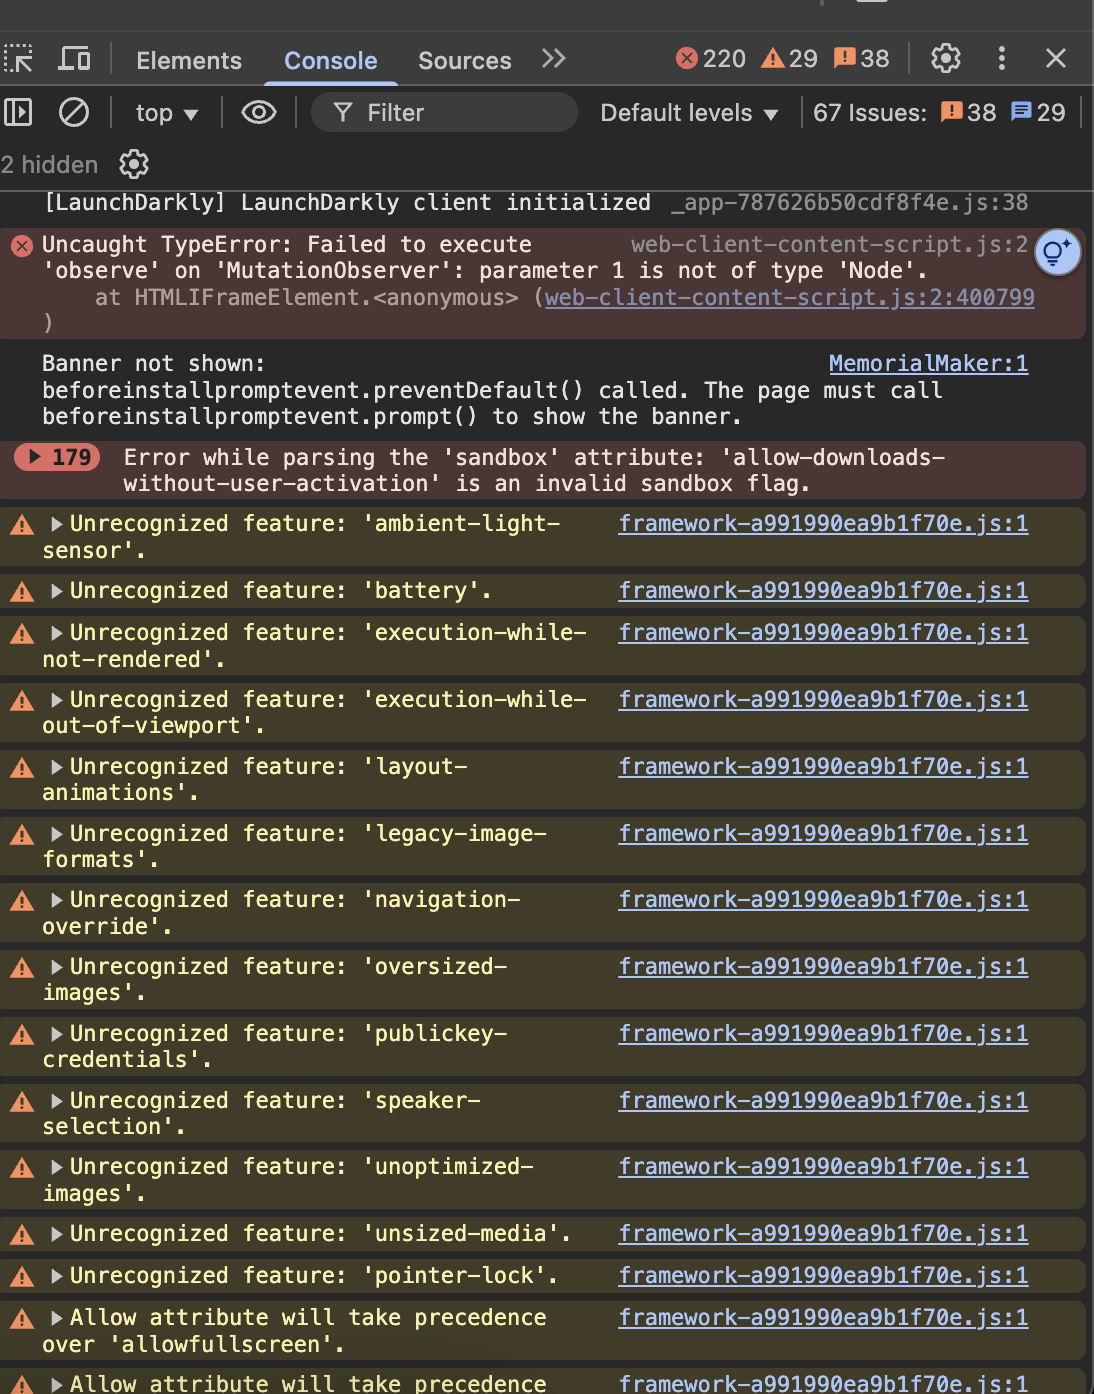 Elements Console Sources 220 29 38
top Filter Default levels 67 Issues: 38 29
2 hidden
[LaunchDarkly] LaunchDarkly client initialized _app-787626b50cdf8f4e.js:38
Uncaught TypeError: Failed to execute web-client-content-script.js:2
'observe' on 'MutationObserver': parameter 1 is not of type 'Node'.
at HTMLIFrameElement.<anonymous> (web-client-content-script.js:2:400799
)
Banner not shown: MemorialMaker:1
beforeinstallpromptevent.preventDefault() called. The page must call
beforeinstallpromptevent.prompt() to show the banner.
179 Error while parsing the 'sandbox' attribute: 'allow-downloads-
without-user-activation' is an invalid sandbox flag.
Unrecognized feature: 'ambient-light- framework-a991990ea9b1f70e.js:1
sensor'.
Unrecognized feature: 'battery'. framework-a991990ea9b1f70e.js:1
Unrecognized feature: 'execution-while- framework-a991990ea9b1f70e.js:1
not-rendered'.
Unrecognized feature: 'execution-while- framework-a991990ea9b1f70e.js:1
out-of-viewport'.
Unrecognized feature: 'layout- framework-a991990ea9b1f70e.js:1
animations'.
Unrecognized feature: 'legacy-image- framework-a991990ea9b1f70e.js:1
formats'.
Unrecognized feature: 'navigation- framework-a991990ea9b1f70e.js:1
override'.
Unrecognized feature: 'oversized- framework-a991990ea9b1f70e.js:1
images'.
Unrecognized feature: 'publickey- framework-a991990ea9b1f70e.js:1
credentials'.
Unrecognized feature: 'speaker- framework-a991990ea9b1f70e.js:1
selection'.
Unrecognized feature: 'unoptimized- framework-a991990ea9b1f70e.js:1
images'.
Unrecognized feature: 'unsized-media'. framework-a991990ea9b1f70e.js:1
Unrecognized feature: 'pointer-lock'. framework-a991990ea9b1f70e.js:1
Allow attribute will take precedence framework-a991990ea9b1f70e.js:1
over 'allowfullscreen'.
Allow attribute will take precedence framework-a991990ea9b1f70e.js:1